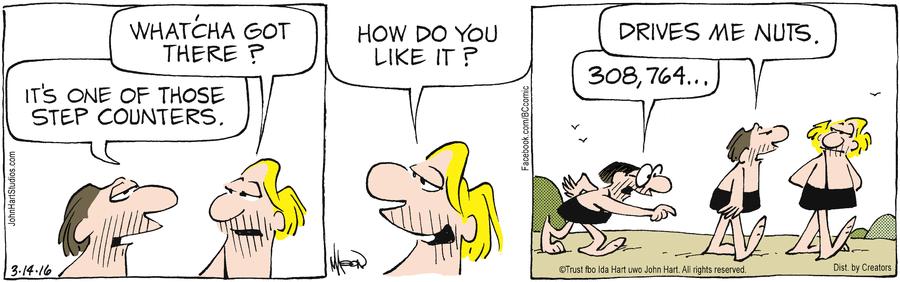 WHAT'CHA GOT
THERE?
IT'S ONE OF THOSE
STEP COUNTERS.
JohnHartStudios.com
3-14-16
HOW DO YOU
LIKE IT?
MASON
Facebook.com/BCcomic
DRIVES ME NUTS.
308,764...
©Trust fbo Ida Hart uwo John Hart. All rights reserved.
Dist. by Creators